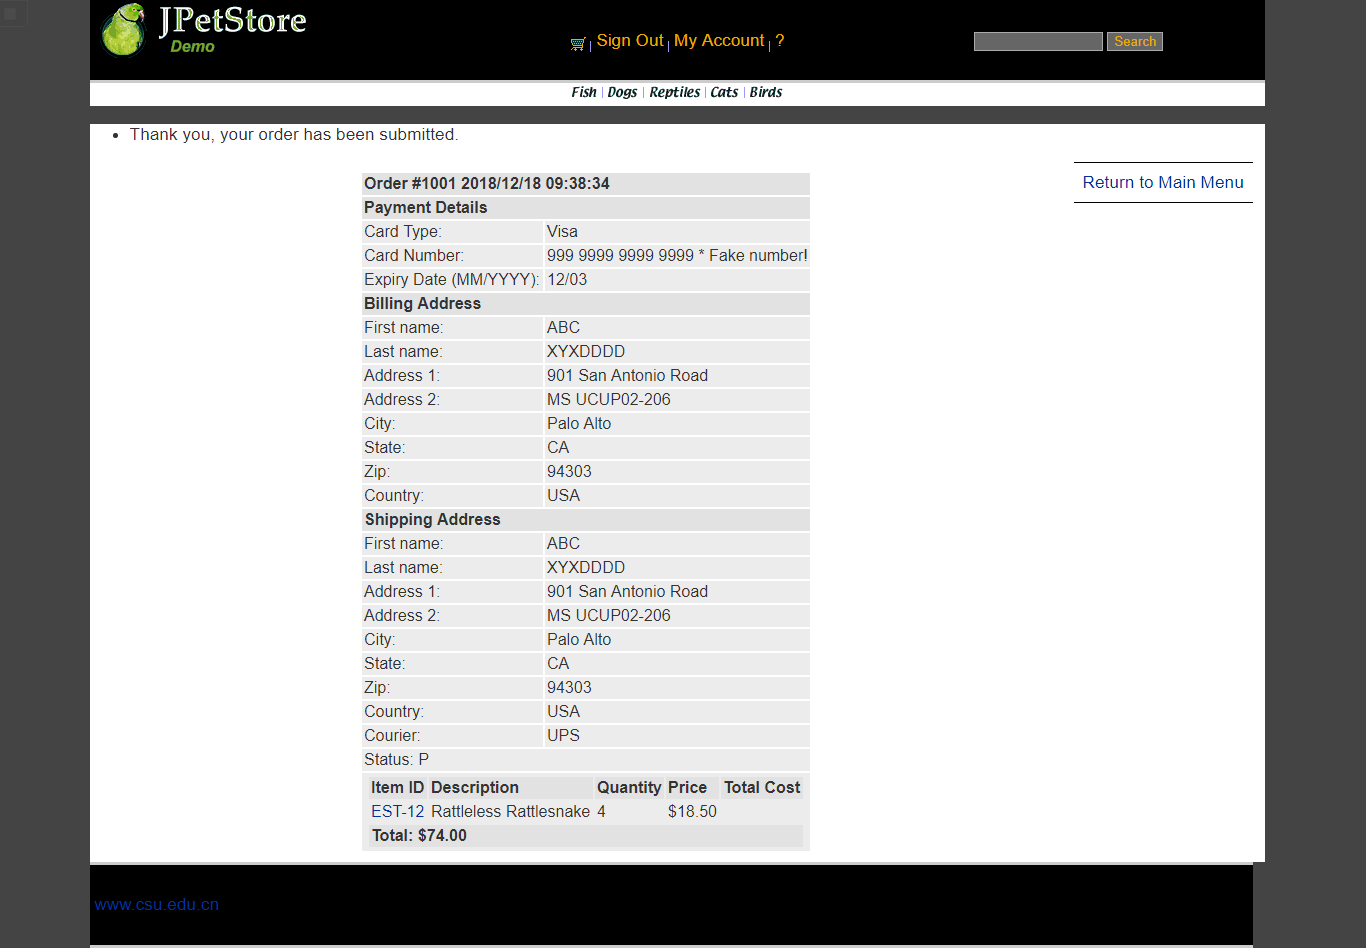 JPetStore
Demo
Sign Out | My Account | ?
Search
Fish | Dogs | Reptiles | Cats | Birds
Thank you, your order has been submitted.
Return to Main Menu
Order #1001 2018/12/18 09:38:34
Payment Details
Card Type: Visa
Card Number: 999 9999 9999 9999 * Fake number!
Expiry Date (MM/YYYY): 12/03
Billing Address
First name: ABC
Last name: XYXDDDD
Address 1: 901 San Antonio Road
Address 2: MS UCUP02-206
City: Palo Alto
State: CA
Zip: 94303
Country: USA
Shipping Address
First name: ABC
Last name: XYXDDDD
Address 1: 901 San Antonio Road
Address 2: MS UCUP02-206
City: Palo Alto
State: CA
Zip: 94303
Country: USA
Courier: UPS
Status: P
Item ID Description Quantity Price Total Cost
EST-12 Rattleless Rattlesnake 4 $18.50
Total: $74.00
www.csu.edu.cn